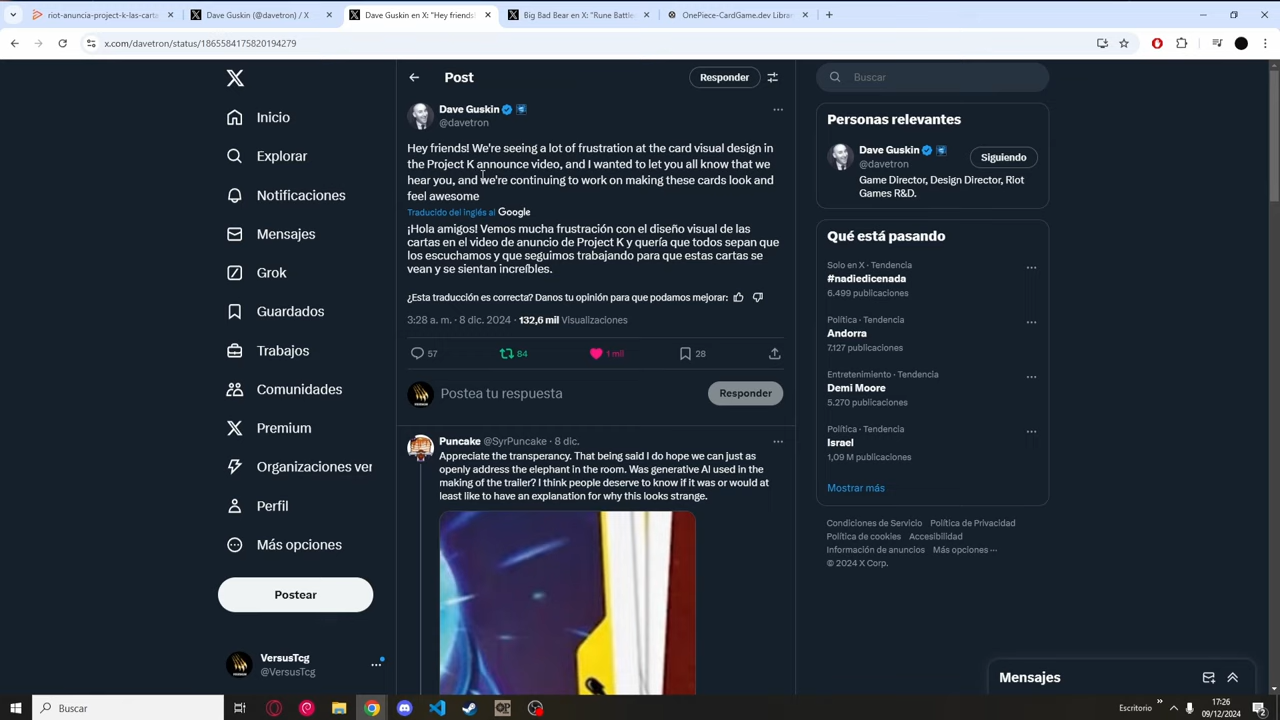 riot-anuncia-project-k-las-carta
Dave Guskin (@davetron) / X
Dave Guskin en X: "Hey friends!
Big Bad Bear en X: "Rune Battle
OnePiece-CardGame.dev Librar
x.com/davetron/status/1865584175820194279
Inicio
Explorar
Notificaciones
Mensajes
Grok
Guardados
Trabajos
Comunidades
Premium
Organizaciones ver
Perfil
Más opciones
Postear
VersusTcg
@VersusTcg
Post
Responder
Dave Guskin
@davetron
Hey friends! We're seeing a lot of frustration at the card visual design in
the Project K announce video, and I wanted to let you all know that we
hear you, and we're continuing to work on making these cards look and
feel awesome
Traducido del inglés al Google
¡Hola amigos! Vemos mucha frustración con el diseño visual de las
cartas en el video de anuncio de Project K y quería que todos sepan que
los escuchamos y que seguimos trabajando para que estas cartas se
vean y se sientan increíbles.
¿Esta traducción es correcta? Danos tu opinión para que podamos mejorar:
3:28 a. m. · 8 dic. 2024 · 132,6 mil Visualizaciones
57
84
1 mil
28
Postea tu respuesta
Responder
Puncake @SyrPuncake · 8 dic.
Appreciate the transperancy. That being said I do hope we can just as
openly address the elephant in the room. Was generative AI used in the
making of the trailer? I think people deserve to know if it was or would at
least like to have an explanation for why this looks strange.
Buscar
Personas relevantes
Dave Guskin
@davetron
Siguiendo
Game Director, Design Director, Riot
Games R&D.
Qué está pasando
Solo en X · Tendencia
#nadiedicenada
6.499 publicaciones
Política · Tendencia
Andorra
7.127 publicaciones
Entretenimiento · Tendencia
Demi Moore
5.270 publicaciones
Política · Tendencia
Israel
1,09 M publicaciones
Mostrar más
Condiciones de Servicio Política de Privacidad
Política de cookies Accesibilidad
Información de anuncios Más opciones ···
© 2024 X Corp.
Mensajes
Buscar
Escritorio
17:26
09/12/2024
2